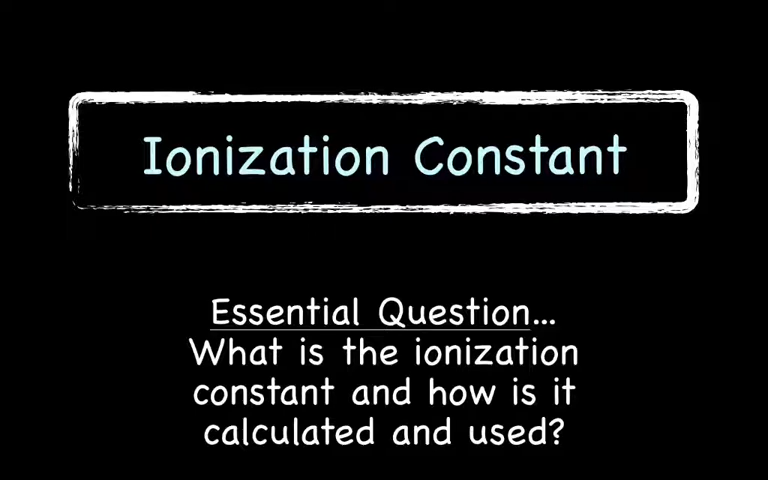 Ionization Constant
Essential Question...
What is the ionization
constant and how is it
calculated and used?